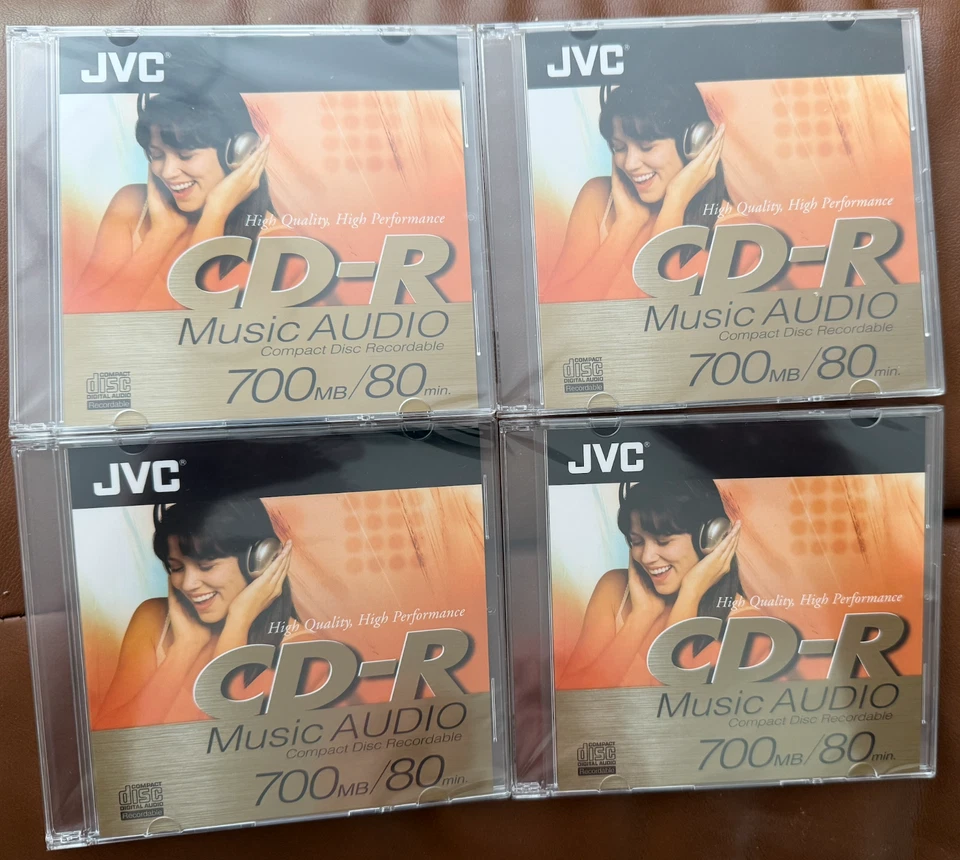 JVC®
High Quality, High Performance
CD-R
Music AUDIO
Compact Disc Recordable
700MB/80min.
COMPACT
disc
DIGITAL AUDIO
Recordable
JVC®
High Quality, High Performance
CD-R
Music AUDIO
Compact Disc Recordable
700MB/80min.
COMPACT
disc
DIGITAL AUDIO
Recordable
JVC®
High Quality, High Performance
CD-R
Music AUDIO
Compact Disc Recordable
700MB/80min.
COMPACT
disc
DIGITAL AUDIO
Recordable
JVC®
High Quality, High Performance
CD-R
Music AUDIO
Compact Disc Recordable
700MB/80min.
COMPACT
disc
DIGITAL AUDIO
Recordable